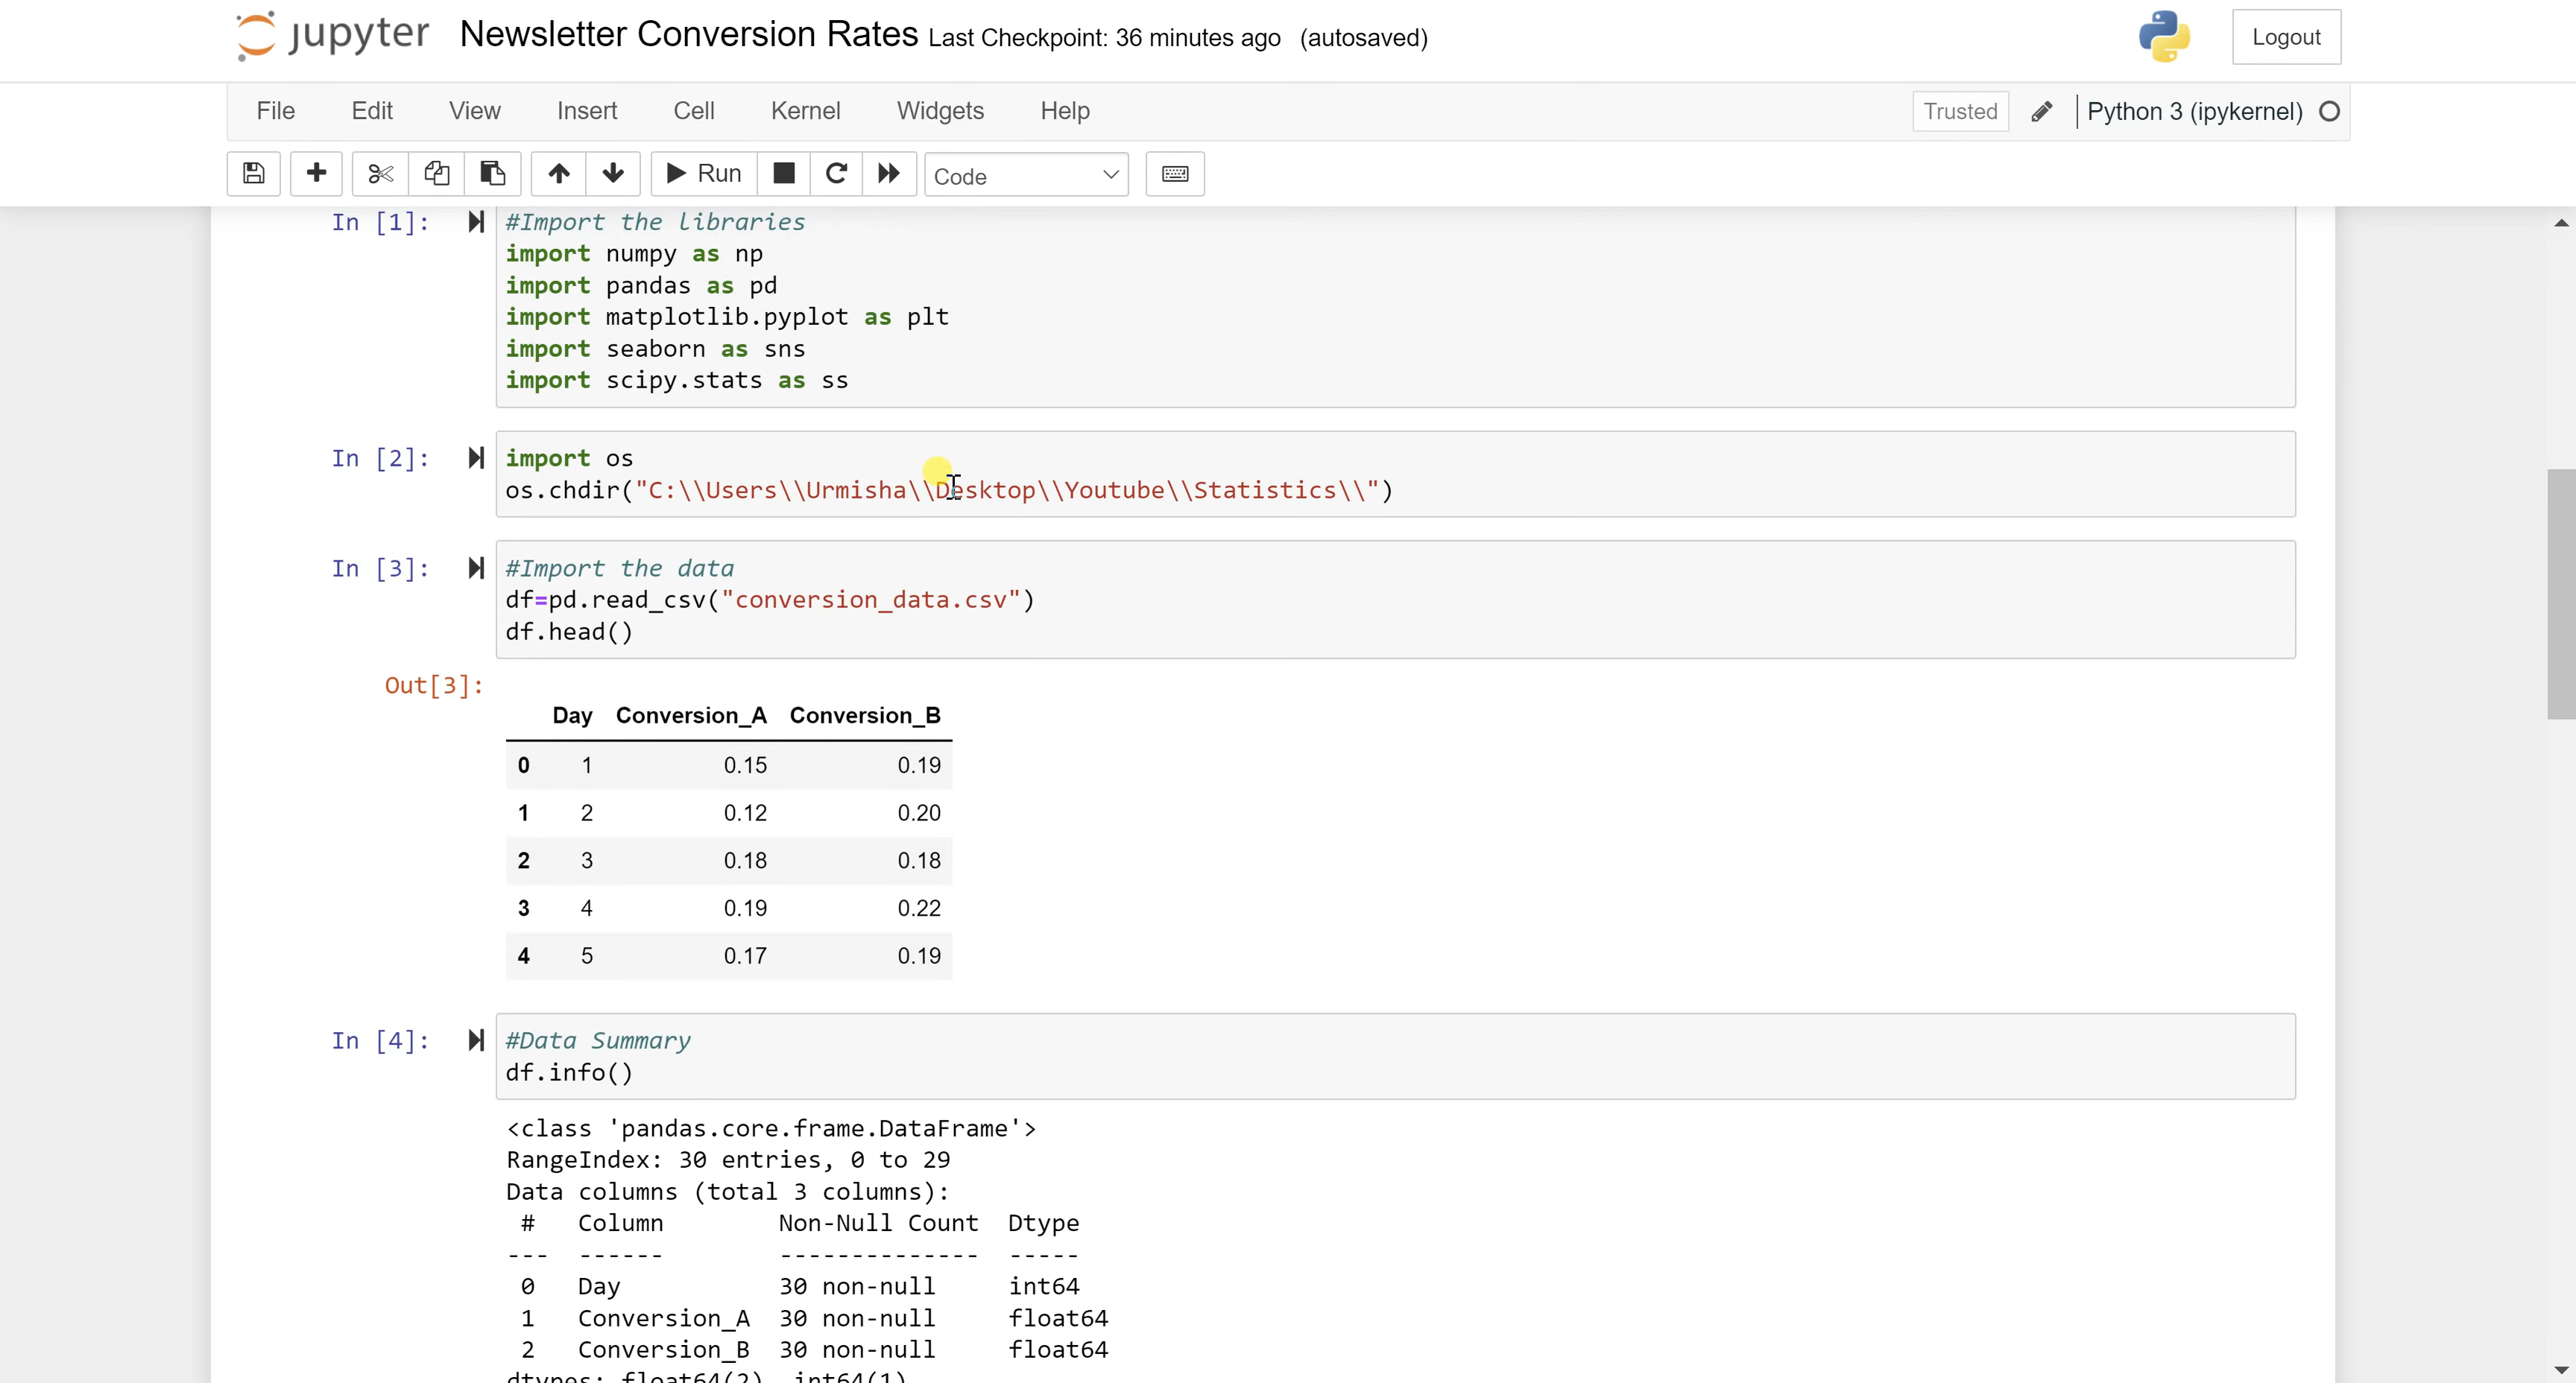 jupyter Newsletter Conversion Rates Last Checkpoint: 36 minutes ago (autosaved) Logout
File Edit View Insert Cell Kernel Widgets Help Trusted Python 3 (ipykernel)
Run Code
In [1]: #Import the libraries
import numpy as np
import pandas as pd
import matplotlib.pyplot as plt
import seaborn as sns
import scipy.stats as ss
In [2]: import os
os.chdir("C:\\Users\\Urmisha\\Desktop\\Youtube\\Statistics\\")
In [3]: #Import the data
df=pd.read_csv("conversion_data.csv")
df.head()
Out[3]:
Day Conversion_A Conversion_B
0 1 0.15 0.19
1 2 0.12 0.20
2 3 0.18 0.18
3 4 0.19 0.22
4 5 0.17 0.19
In [4]: #Data Summary
df.info()
<class 'pandas.core.frame.DataFrame'>
RangeIndex: 30 entries, 0 to 29
Data columns (total 3 columns):
# Column Non-Null Count Dtype
--- ------ -------------- -----
0 Day 30 non-null int64
1 Conversion_A 30 non-null float64
2 Conversion_B 30 non-null float64
dtypes: float64(2), int64(1)